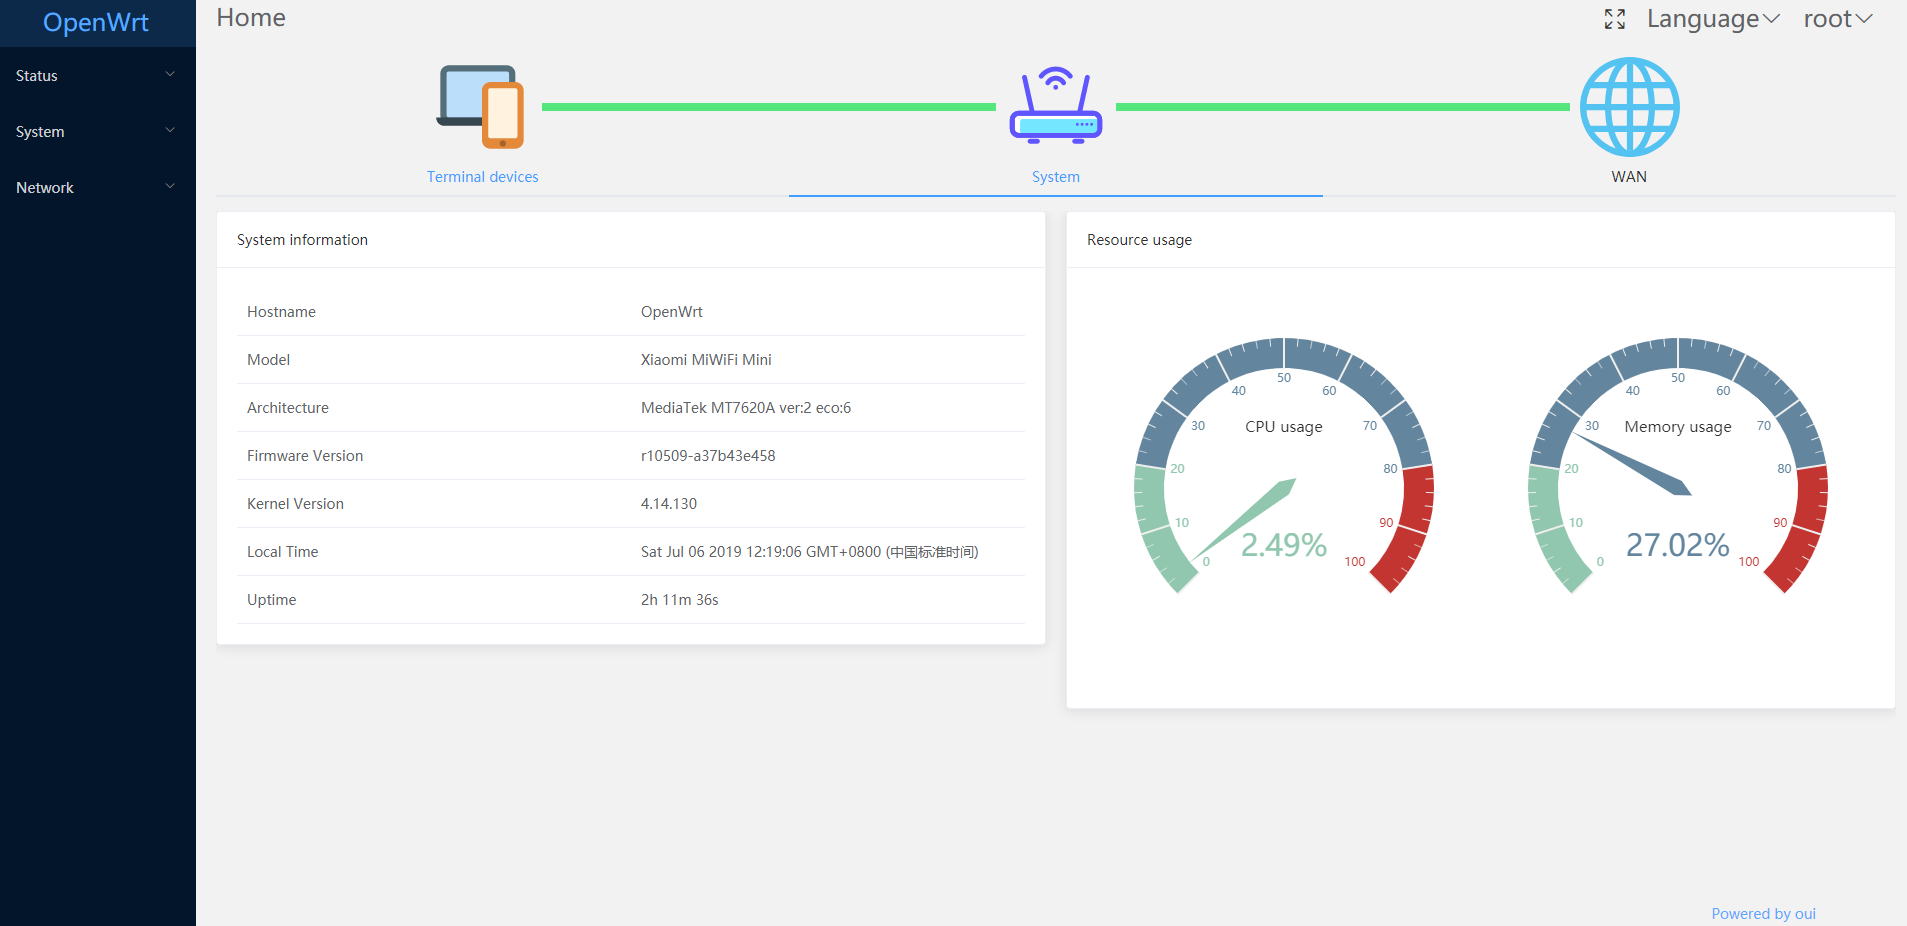 OpenWrt
Home
Language
root
Status
System
Network
Terminal devices
System
WAN
System information
Hostname OpenWrt
Model Xiaomi MiWiFi Mini
Architecture MediaTek MT7620A ver:2 eco:6
Firmware Version r10509-a37b43e458
Kernel Version 4.14.130
Local Time Sat Jul 06 2019 12:19:06 GMT+0800 (中国标准时间)
Uptime 2h 11m 36s
Resource usage
CPU usage
0
10
20
30
40
50
60
70
80
90
100
2.49%
Memory usage
0
10
20
30
40
50
60
70
80
90
100
27.02%
Powered by oui